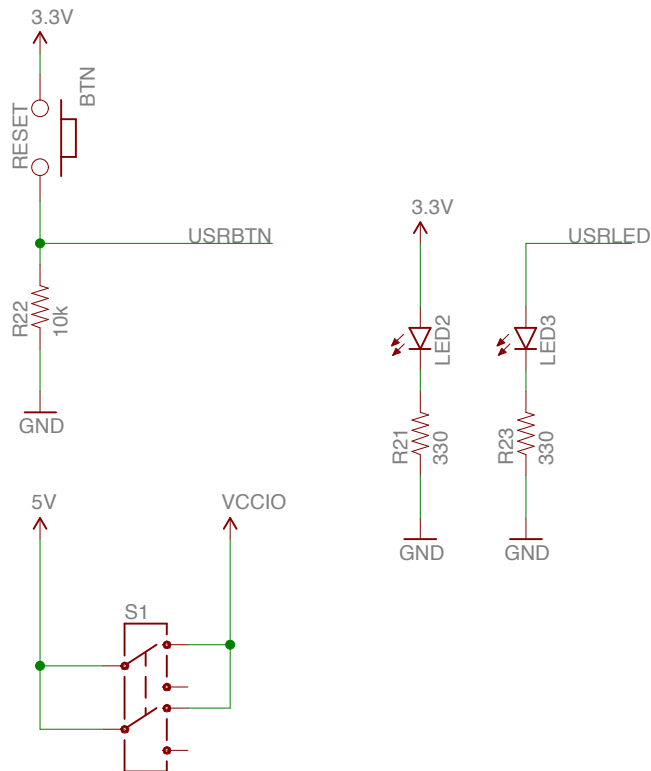 3.3V
BTN
RESET
USRBTN
R22
10k
GND
3.3V
USRLED
LED2
LED3
R21
330
R23
330
GND
GND
5V
VCCIO
S1